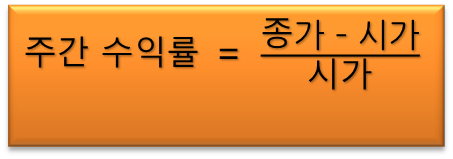 주간 수익률 = 종가 - 시가
시가